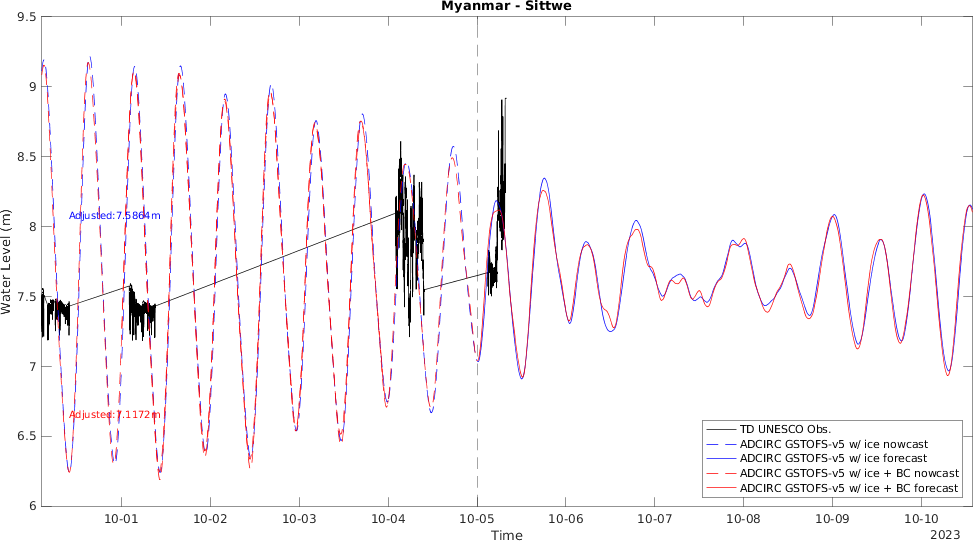 Myanmar - Sittwe
9.5
9
8.5
8
7.5
7
6.5
6
Water Level (m)
Adjusted:7.5864m
Adjusted:7.1172m
TD UNESCO Obs.
ADCIRC GSTOFS-v5 w/ ice nowcast
ADCIRC GSTOFS-v5 w/ ice forecast
ADCIRC GSTOFS-v5 w/ ice + BC nowcast
ADCIRC GSTOFS-v5 w/ ice + BC forecast
10-01 10-02 10-03 10-04 10-05 10-06 10-07 10-08 10-09 10-10
Time
2023